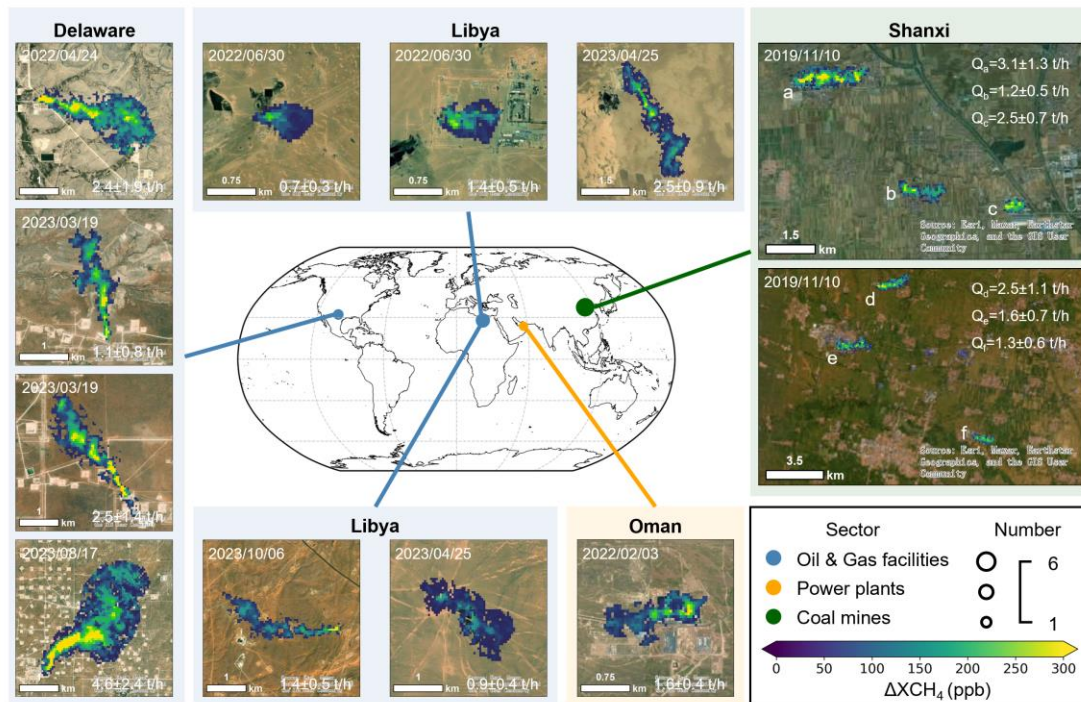 Delaware
2022/04/24
1
km
2.4±1.9 t/h
2023/03/19
1
km
1.1±0.8 t/h
2023/03/19
1
km
2.5±1.4 t/h
2023/08/17
1
km
4.6±2.4 t/h
Libya
2022/06/30
0.75
km
0.7±0.3 t/h
2022/06/30
0.75
km
1.4±0.5 t/h
2023/04/25
1.5
km
2.5±0.9 t/h
Shanxi
2019/11/10
Qa=3.1±1.3 t/h
Qb=1.2±0.5 t/h
Qc=2.5±0.7 t/h
a
b
c
Source: Esri, Maxar, Earthstar
Geographics, and the GIS User
Community
1.5
km
2019/11/10
Qd=2.5±1.1 t/h
Qe=1.6±0.7 t/h
Qf=1.3±0.6 t/h
d
e
f
Source: Esri, Maxar, Earthstar
Geographics, and the GIS User
Community
3.5
km
Libya
2023/10/06
1
km
1.4±0.5 t/h
2023/04/25
1
km
0.9±0.4 t/h
Oman
2022/02/03
0.75
km
1.6±0.4 t/h
Sector
Number
Oil & Gas facilities
Power plants
Coal mines
6
1
0 50 100 150 200 250 300
ΔXCH₄ (ppb)